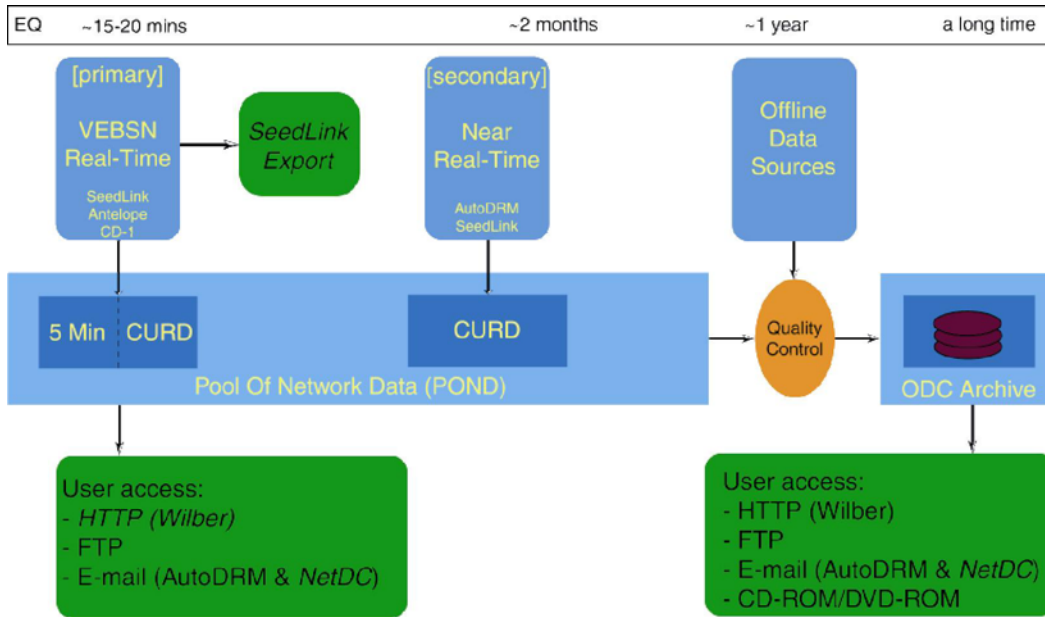 EQ ~15-20 mins ~2 months ~1 year a long time
[primary]
VEBSN
Real-Time
SeedLink
Antelope
CD-1
SeedLink
Export
[secondary]
Near
Real-Time
AutoDRM
SeedLink
Offline
Data
Sources
5 Min CURD
CURD
Pool Of Network Data (POND)
Quality
Control
ODC Archive
User access:
- HTTP (Wilber)
- FTP
- E-mail (AutoDRM & NetDC)
User access:
- HTTP (Wilber)
- FTP
- E-mail (AutoDRM & NetDC)
- CD-ROM/DVD-ROM